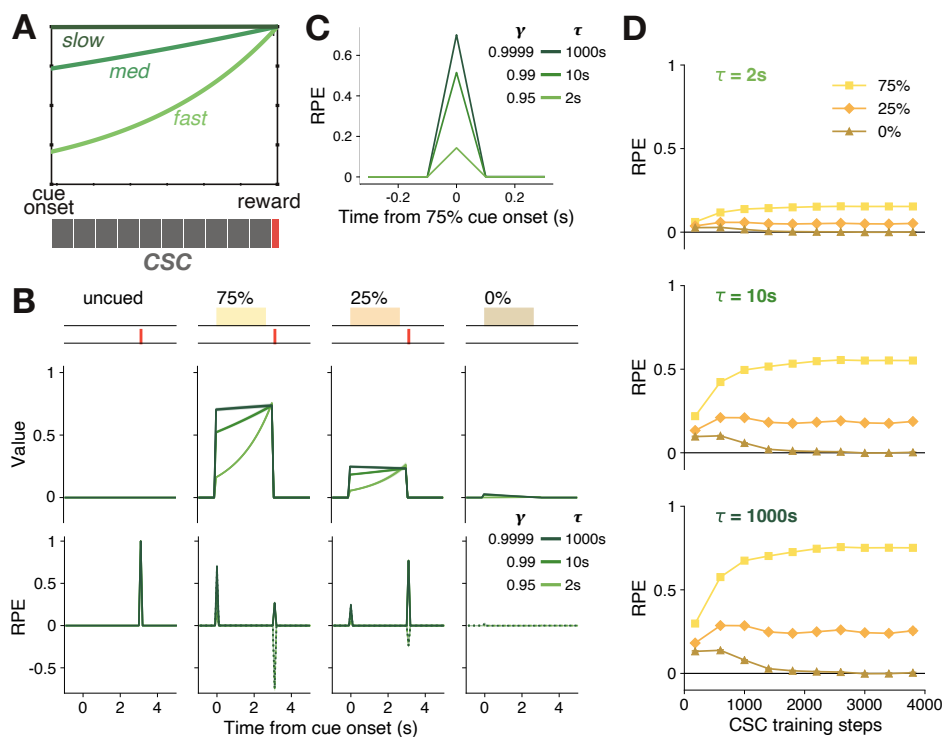 A
slow
med
fast
cue
onset
reward
CSC
C
γ τ
0.9999 1000s
0.99 10s
0.95 2s
RPE
0.6
0.4
0.2
0
-0.2 0 0.2
Time from 75% cue onset (s)
B
uncued 75% 25% 0%
Value
1
0.5
0
RPE
1
0.5
0
-0.5
γ τ
0.9999 1000s
0.99 10s
0.95 2s
0 2 4 0 2 4 0 2 4 0 2 4
Time from cue onset (s)
D
τ = 2s
75%
25%
0%
RPE
1
0.5
0
τ = 10s
RPE
1
0.5
0
τ = 1000s
RPE
1
0.5
0
0 1000 2000 3000 4000
CSC training steps